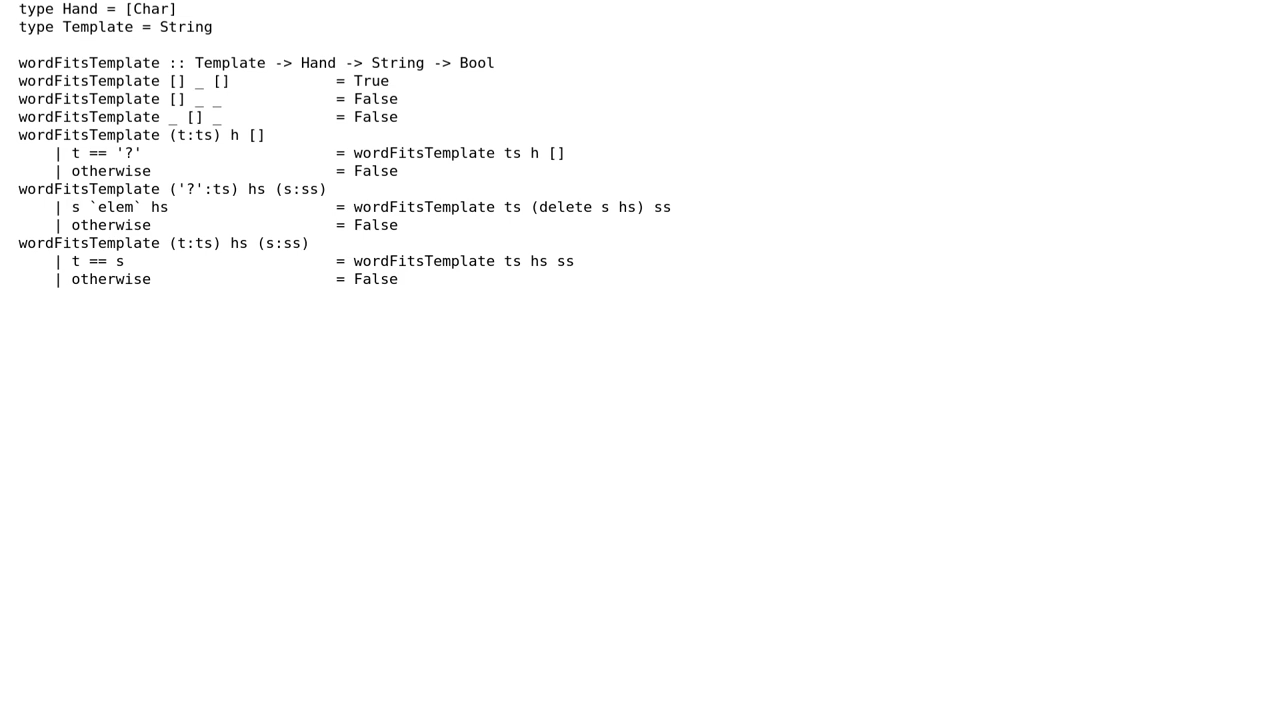 type Hand = [Char]
type Template = String

wordFitsTemplate :: Template -> Hand -> String -> Bool
wordFitsTemplate [] _ []            = True
wordFitsTemplate [] _ _             = False
wordFitsTemplate _ [] _             = False
wordFitsTemplate (t:ts) h []
    | t == '?'                      = wordFitsTemplate ts h []
    | otherwise                     = False
wordFitsTemplate ('?':ts) hs (s:ss)
    | s `elem` hs                   = wordFitsTemplate ts (delete s hs) ss
    | otherwise                     = False
wordFitsTemplate (t:ts) hs (s:ss)
    | t == s                        = wordFitsTemplate ts hs ss
    | otherwise                     = False